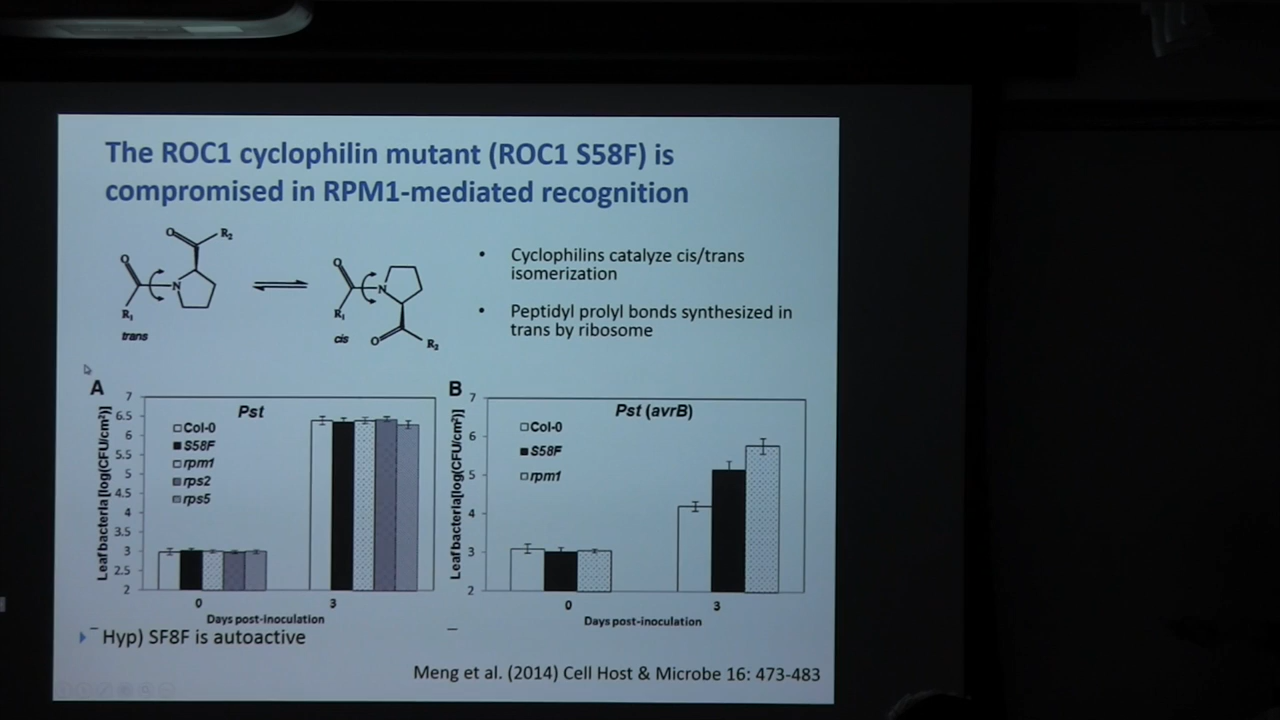 The ROC1 cyclophilin mutant (ROC1 S58F) is
compromised in RPM1-mediated recognition
O
R₂
O
N
R₁
trans
O
N
R₁
cis
O
R₂
• Cyclophilins catalyze cis/trans
isomerization
• Peptidyl prolyl bonds synthesized in
trans by ribosome
A
Pst
Leaf bacteria [log(CFU/cm²)]
7
6.5
6
5.5
5
4.5
4
3.5
3
2.5
2
Col-0
S58F
rpm1
rps2
rps5
0
3
Days post-inoculation
B
Pst (avrB)
Leaf bacteria [log(CFU/cm²)]
7
6
5
4
3
2
Col-0
S58F
rpm1
0
3
Days post-inoculation
Hyp) SF8F is autoactive
Meng et al. (2014) Cell Host & Microbe 16: 473-483